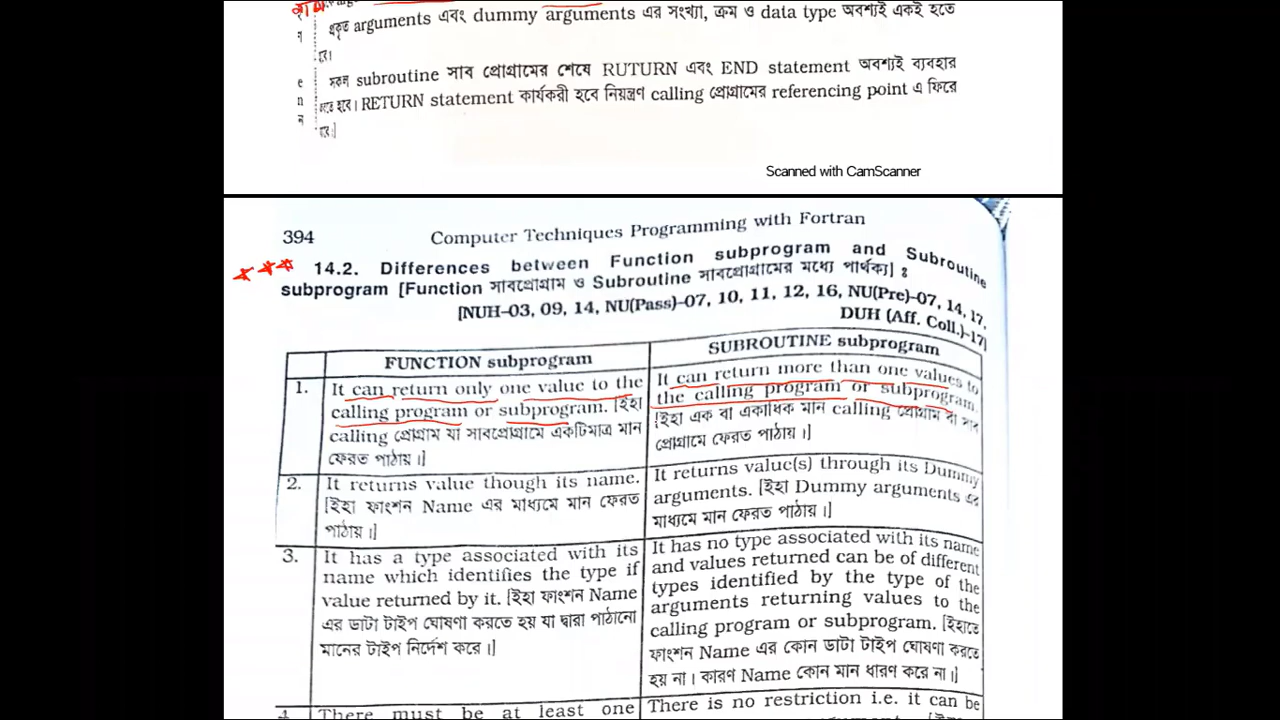 প্রকৃত arguments এবং dummy arguments এর সংখ্যা, ক্রম ও data type অবশ্যই একই হতে
সকল subroutine সাব প্রোগ্রামের শেষে RUTURN এবং END statement অবশ্যই ব্যবহার
হবে। RETURN statement কার্যকরী হবে নিয়ন্ত্রণ calling প্রোগ্রামের referencing point এ ফিরে
Scanned with CamScanner
394 Computer Techniques Programming with Fortran
14.2. Differences between Function subprogram and Subroutine
subprogram [Function সাবপ্রোগ্রাম ও Subroutine সাবপ্রোগ্রামের মধ্যে পার্থক্য] ঃ
[NUH–03, 09, 14, NU(Pass)–07, 10, 11, 12, 16, NU(Pre)–07, 14, 17,
DUH (Aff. Coll.)–17]
FUNCTION subprogram
SUBROUTINE subprogram
1. It can return only one value to the
calling program or subprogram. [ইহা
calling প্রোগ্রাম যা সাবপ্রোগ্রামে একটিমাত্র মান
ফেরত পাঠায়।]
It can return more than one values to
the calling program or subprogram.
[ইহা এক বা একাধিক মান calling প্রোগ্রাম বা সাব
প্রোগ্রামে ফেরত পাঠায়।]
2. It returns value though its name.
[ইহা ফাংশন Name এর মাধ্যমে মান ফেরত
পাঠায়।]
It returns value(s) through its Dummy
arguments. [ইহা Dummy arguments এর
মাধ্যমে মান ফেরত পাঠায়।]
3. It has a type associated with its
name which identifies the type if
value returned by it. [ইহা ফাংশন Name
এর ডাটা টাইপ ঘোষণা করতে হয় যা দ্বারা পাঠানো
মানের টাইপ নির্দেশ করে।]
It has no type associated with its name
and values returned can be of different
types identified by the type of the
arguments returning values to the
calling program or subprogram. [ইহাতে
ফাংশন Name এর কোন ডাটা টাইপ ঘোষণা করতে
হয় না। কারণ Name কোন মান ধারণ করে না।]
4. There must be at least one
There is no restriction i.e. it can be